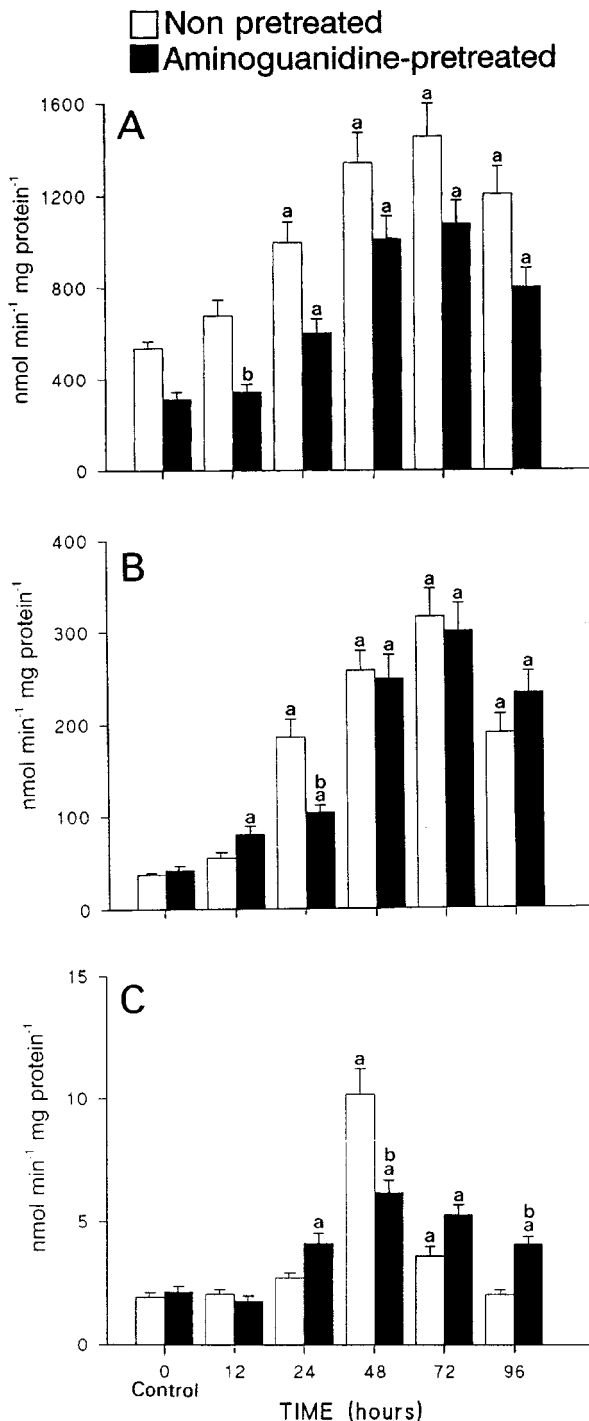 Non pretreated
Aminoguanidine-pretreated
A
nmol min⁻¹ mg protein⁻¹
1600
1200
800
400
0
a
a
a
a
a
a
a
a
b
B
nmol min⁻¹ mg protein⁻¹
400
300
200
100
0
a
a
a
a
a
a
a
a
b
a
C
nmol min⁻¹ mg protein⁻¹
15
10
5
0
a
b
a
a
a
a
b
a
0 12 24 48 72 96
Control
TIME (hours)